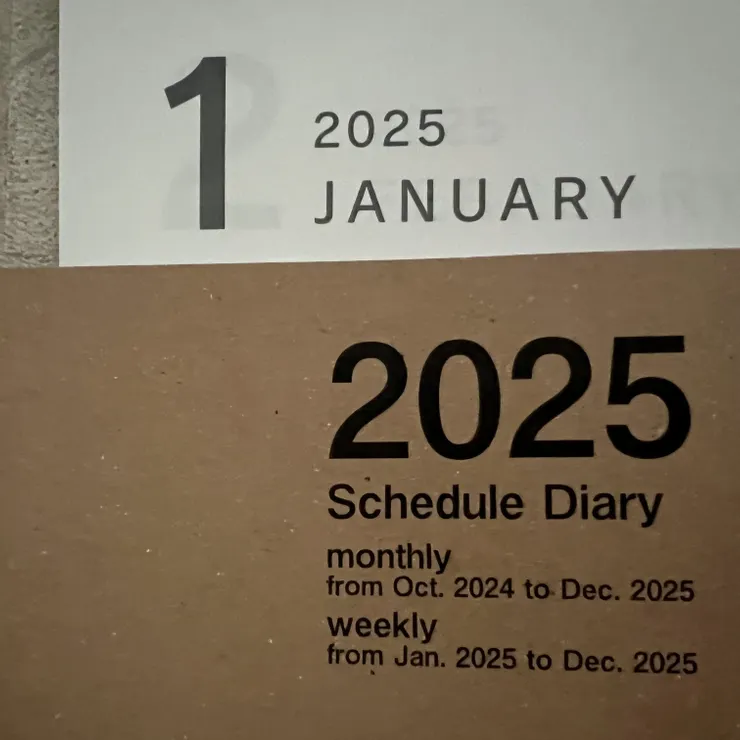 1
2025
JANUARY
2025
Schedule Diary
monthly
from Oct. 2024 to Dec. 2025
weekly
from Jan. 2025 to Dec. 2025